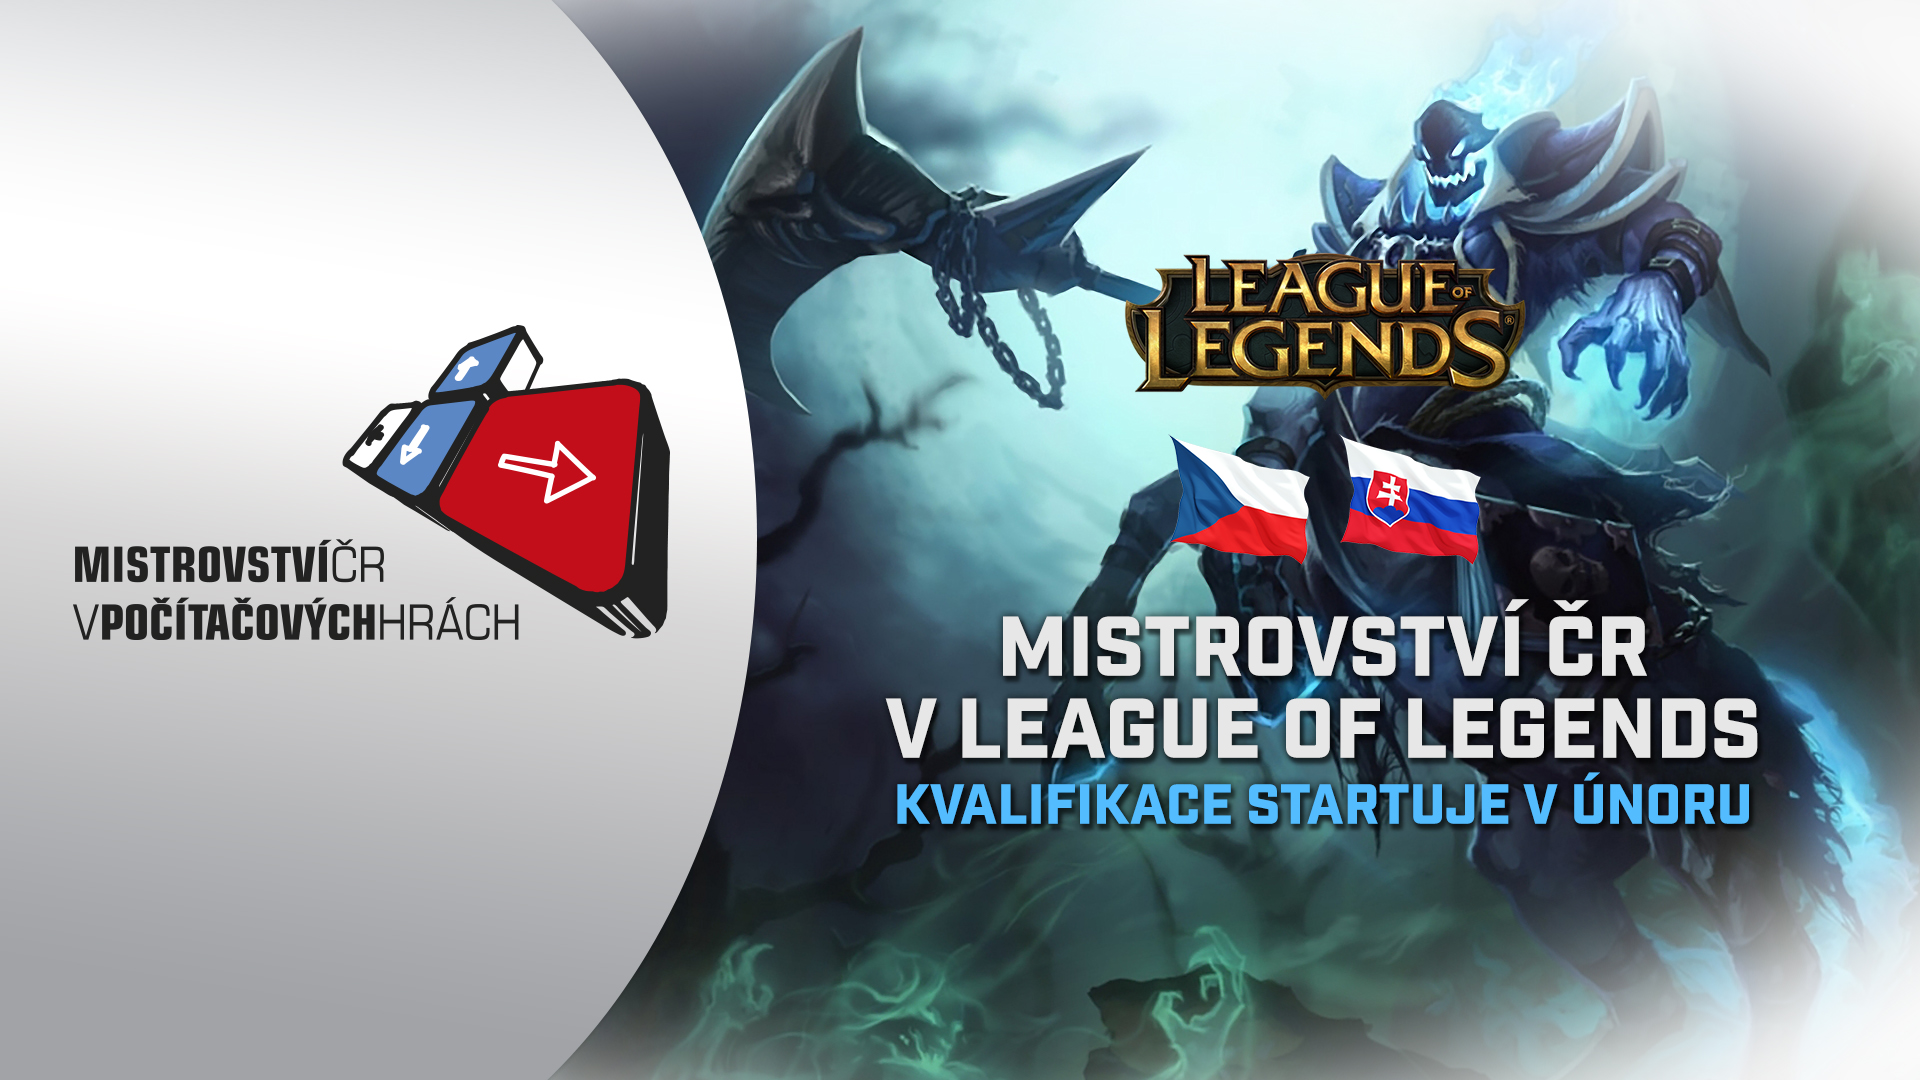 MISTROVSTVÍČR
VPOČÍTAČOVÝCHHRÁCH
LEAGUE OF
LEGENDS®
MISTROVSTVÍ ČR
V LEAGUE OF LEGENDS
KVALIFIKACE STARTUJE V ÚNORU